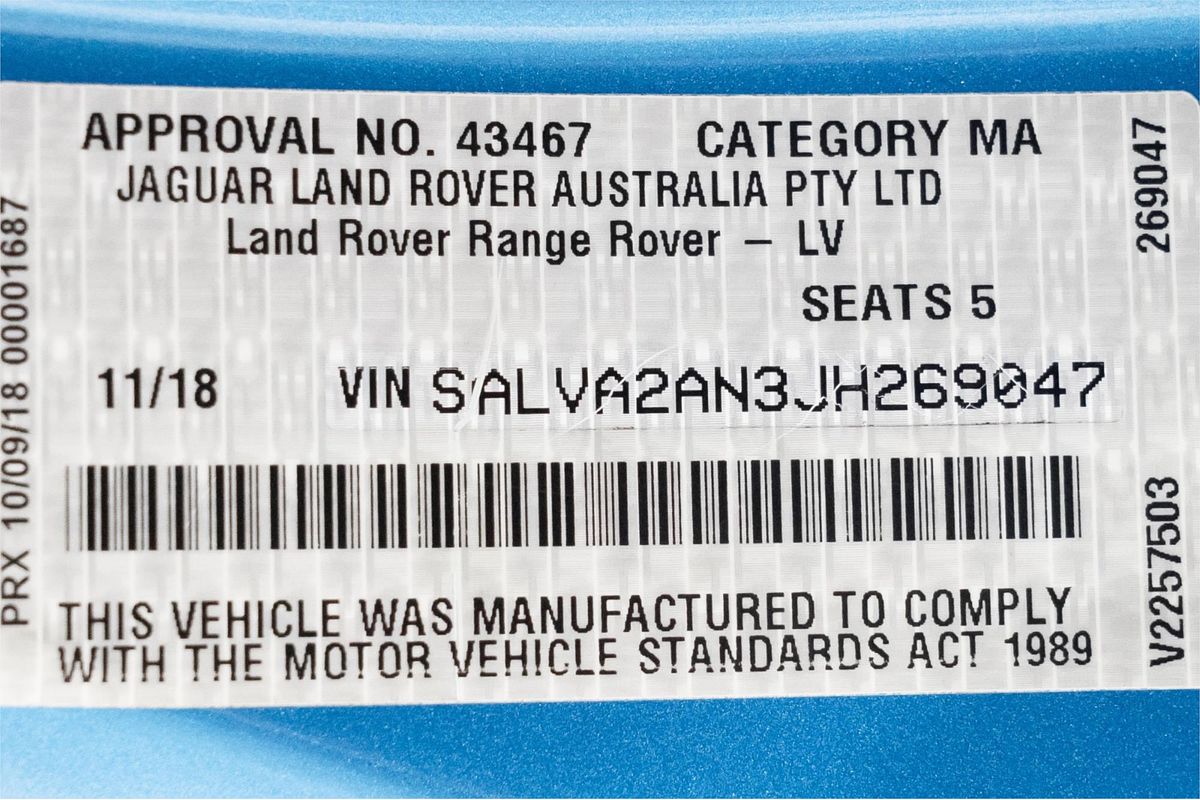 APPROVAL NO. 43467 CATEGORY MA
JAGUAR LAND ROVER AUSTRALIA PTY LTD
Land Rover Range Rover – LV
SEATS 5
11/18 VIN SALVA2AN3JH269047
THIS VEHICLE WAS MANUFACTURED TO COMPLY
WITH THE MOTOR VEHICLE STANDARDS ACT 1989
PRX 10/09/18 00001687
269047
V2257503